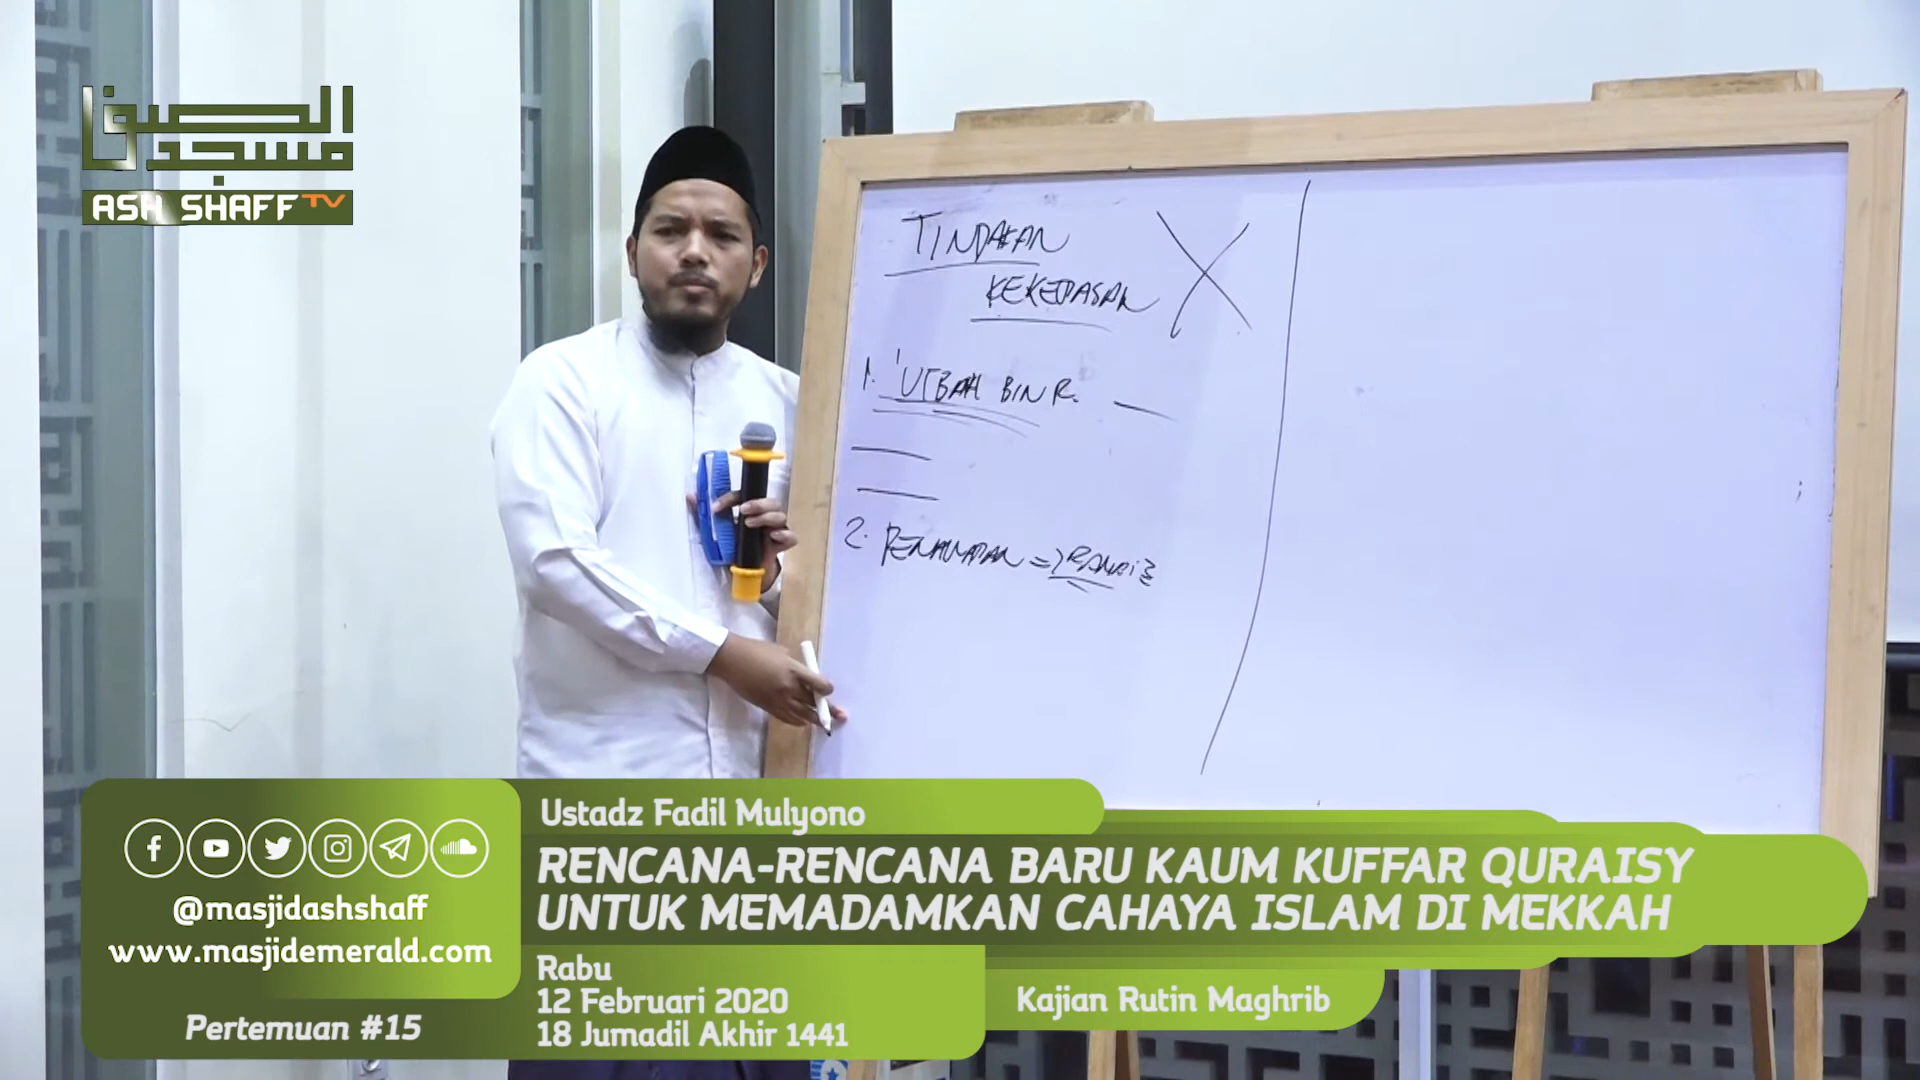 الصف
مسجد
ASH SHAFF TV
TINDAKAN
KEKERASAN
1. 'UTBAH BIN R.
2. PENAWARAN =>
Ustadz Fadil Mulyono
RENCANA-RENCANA BARU KAUM KUFFAR QURAISY
UNTUK MEMADAMKAN CAHAYA ISLAM DI MEKKAH
@masjidashshaff
www.masjidemerald.com
Pertemuan #15
Rabu
12 Februari 2020
18 Jumadil Akhir 1441
Kajian Rutin Maghrib